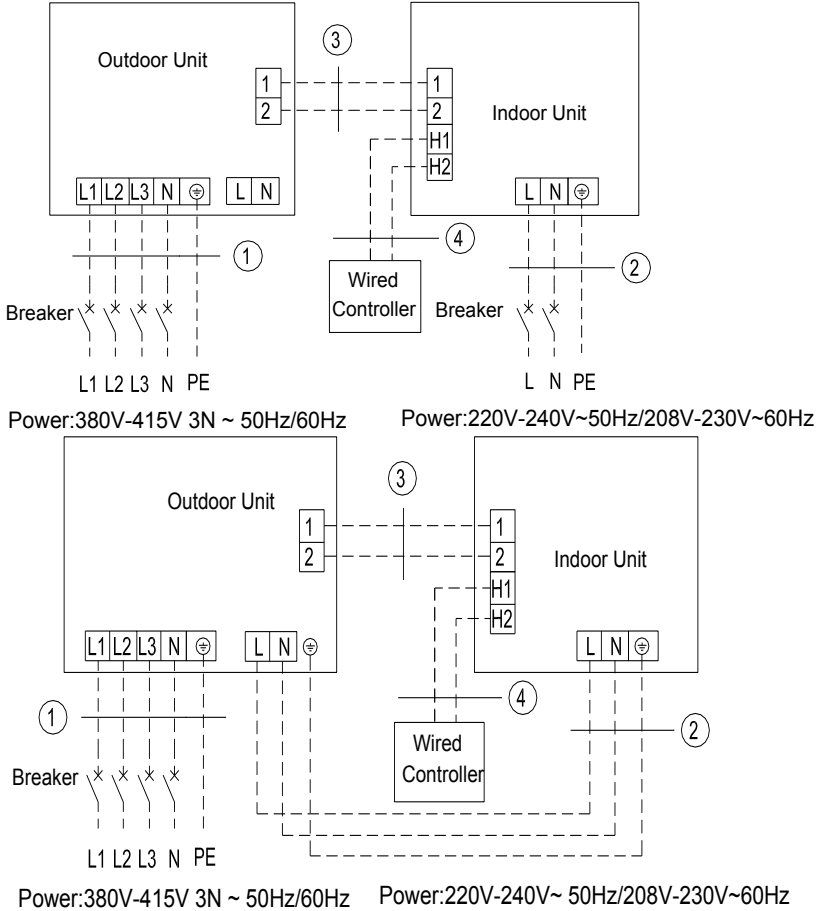 Outdoor Unit
③
1
1
2
2
Indoor Unit
H1
H2
L1 L2 L3 N
L N
L N
④
①
②
Wired
Controller
Breaker
Breaker
L1 L2 L3 N PE
L N PE
Power:380V-415V 3N ~ 50Hz/60Hz
Power:220V-240V~50Hz/208V-230V~60Hz
③
Outdoor Unit
1
1
2
2
Indoor Unit
H1
H2
L1 L2 L3 N
L N
L N
④
①
②
Wired
Controller
Breaker
L1 L2 L3 N PE
Power:380V-415V 3N ~ 50Hz/60Hz
Power:220V-240V~ 50Hz/208V-230V~60Hz